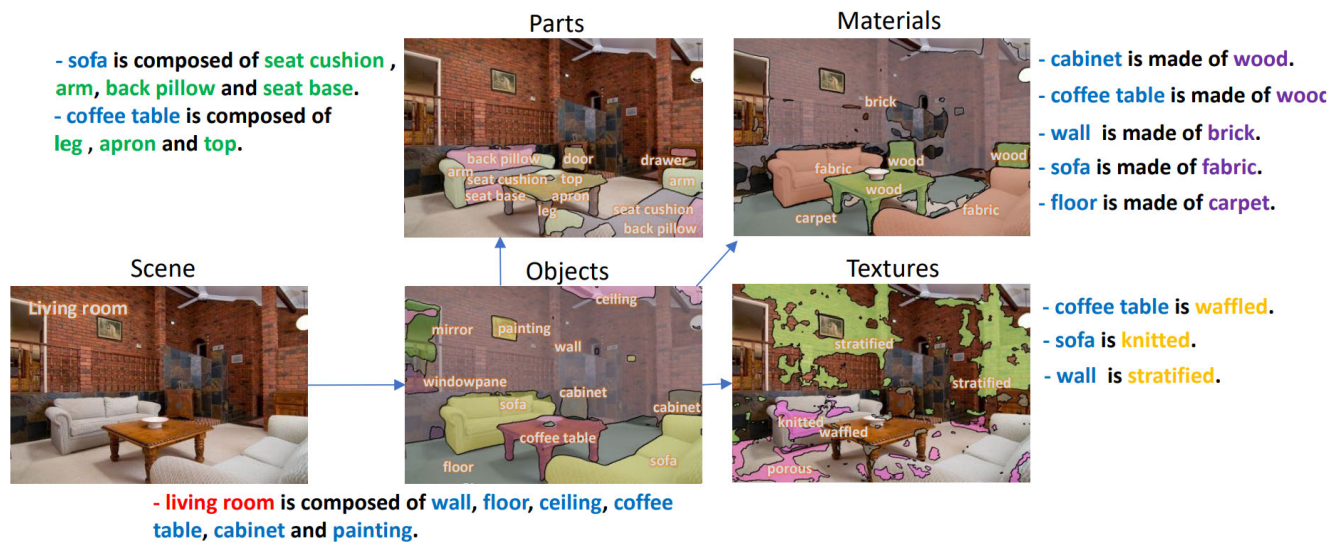 Parts
Materials
- sofa is composed of seat cushion ,
arm, back pillow and seat base.
- coffee table is composed of
leg , apron and top.
back pillow
door
drawer
arm
seat cushion
top
arm
seat base
apron
leg
seat cushion
back pillow
brick
wood
wood
fabric
wood
carpet
fabric
- cabinet is made of wood.
- coffee table is made of wood
- wall is made of brick.
- sofa is made of fabric.
- floor is made of carpet.
Scene
Objects
Textures
Living room
ceiling
mirror
painting
wall
windowpane
cabinet
sofa
cabinet
coffee table
floor
sofa
stratified
stratified
knitted
waffled
porous
- coffee table is waffled.
- sofa is knitted.
- wall is stratified.
- living room is composed of wall, floor, ceiling, coffee
table, cabinet and painting.